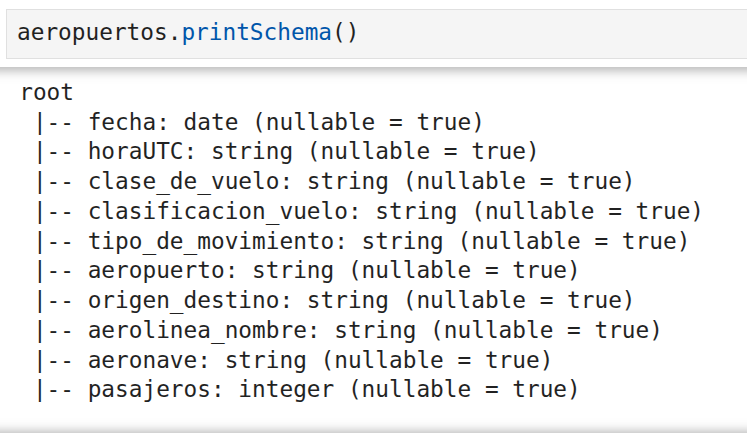 aeropuertos.printSchema()
root
 |-- fecha: date (nullable = true)
 |-- horaUTC: string (nullable = true)
 |-- clase_de_vuelo: string (nullable = true)
 |-- clasificacion_vuelo: string (nullable = true)
 |-- tipo_de_movimiento: string (nullable = true)
 |-- aeropuerto: string (nullable = true)
 |-- origen_destino: string (nullable = true)
 |-- aerolinea_nombre: string (nullable = true)
 |-- aeronave: string (nullable = true)
 |-- pasajeros: integer (nullable = true)